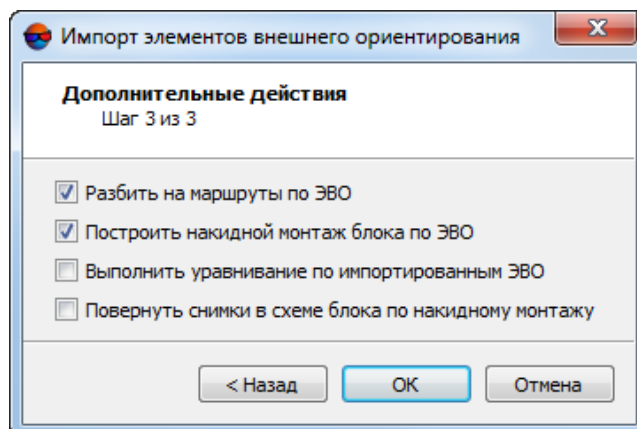 Импорт элементов внешнего ориентирования
Дополнительные действия
Шаг 3 из 3
Разбить на маршруты по ЭВО
Построить накидной монтаж блока по ЭВО
Выполнить уравнивание по импортированным ЭВО
Повернуть снимки в схеме блока по накидному монтажу
< Назад
ОК
Отмена